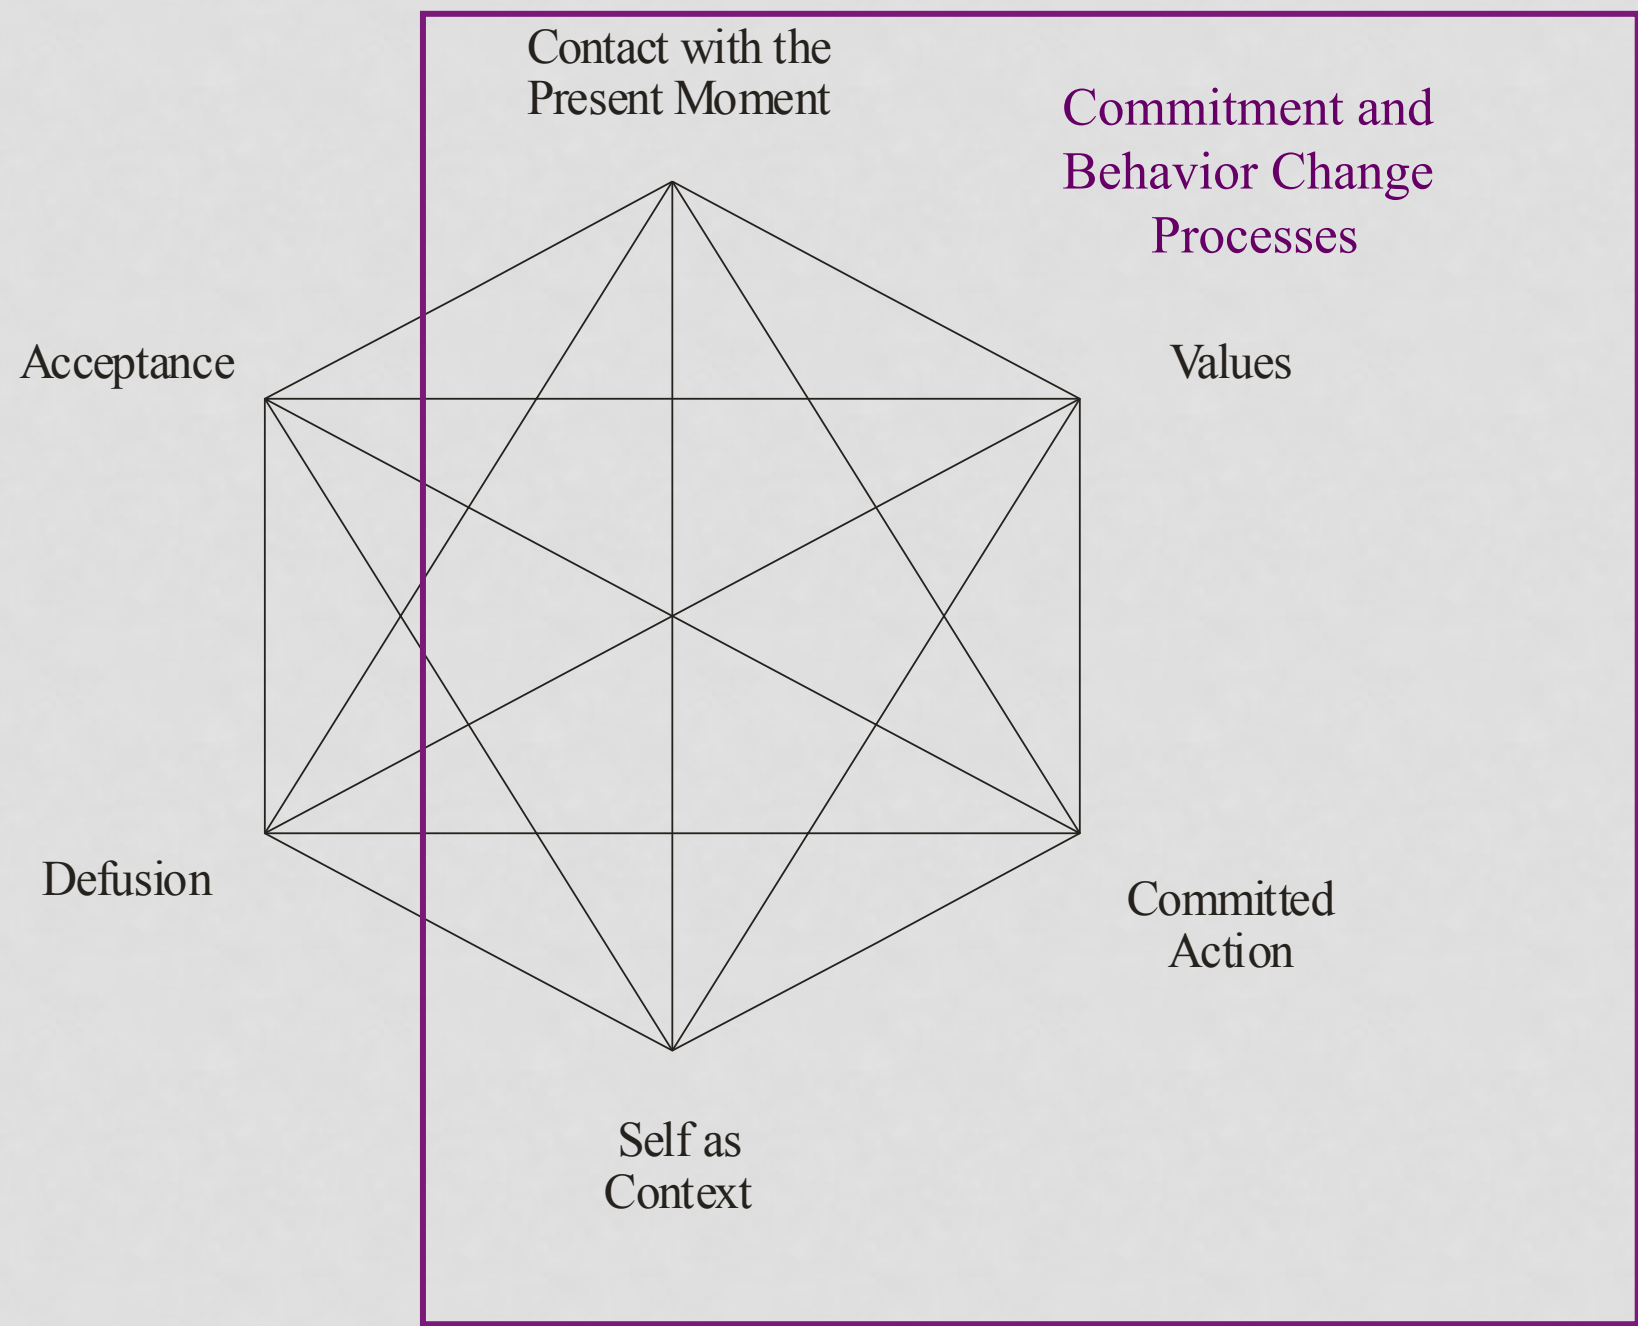 Contact with the
Present Moment
Commitment and
Behavior Change
Processes
Acceptance
Values
Defusion
Committed
Action
Self as
Context